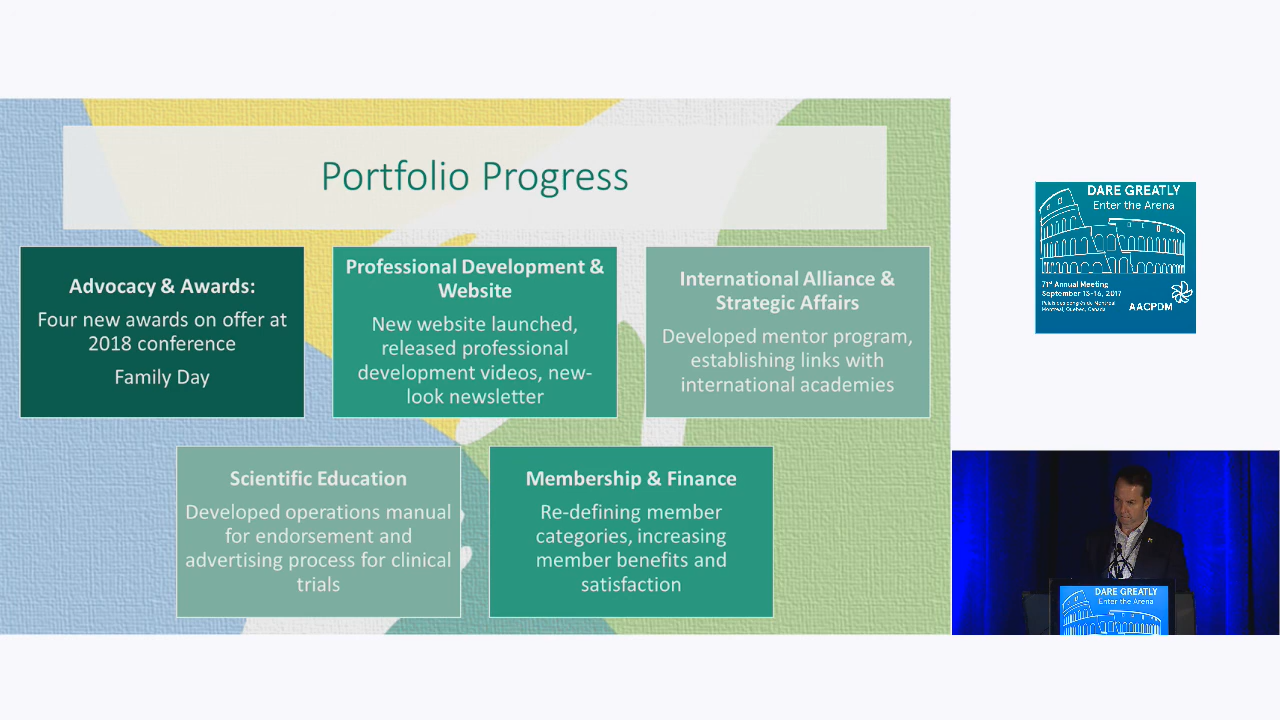 Portfolio Progress
Advocacy & Awards:
Four new awards on offer at
2018 conference
Family Day
Professional Development &
Website
New website launched,
released professional
development videos, new-
look newsletter
International Alliance &
Strategic Affairs
Developed mentor program,
establishing links with
international academies
Scientific Education
Developed operations manual
for endorsement and
advertising process for clinical
trials
Membership & Finance
Re-defining member
categories, increasing
member benefits and
satisfaction
DARE GREATLY
Enter the Arena
71st Annual Meeting
September 13-16, 2017
Palais des congrès de Montréal
Montreal, Quebec, Canada
AACPDM
DARE GREATLY
Enter the Arena